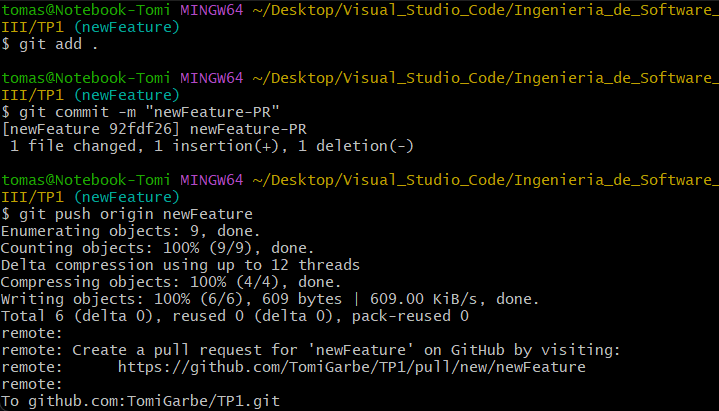 tomas@Notebook-Tomi MINGW64 ~/Desktop/Visual_Studio_Code/Ingenieria_de_Software_
III/TP1 (newFeature)
$ git add .
tomas@Notebook-Tomi MINGW64 ~/Desktop/Visual_Studio_Code/Ingenieria_de_Software_
III/TP1 (newFeature)
$ git commit -m "newFeature-PR"
[newFeature 92fdf26] newFeature-PR
 1 file changed, 1 insertion(+), 1 deletion(-)
tomas@Notebook-Tomi MINGW64 ~/Desktop/Visual_Studio_Code/Ingenieria_de_Software_
III/TP1 (newFeature)
$ git push origin newFeature
Enumerating objects: 9, done.
Counting objects: 100% (9/9), done.
Delta compression using up to 12 threads
Compressing objects: 100% (4/4), done.
Writing objects: 100% (6/6), 609 bytes | 609.00 KiB/s, done.
Total 6 (delta 0), reused 0 (delta 0), pack-reused 0
remote:
remote: Create a pull request for 'newFeature' on GitHub by visiting:
remote:      https://github.com/TomiGarbe/TP1/pull/new/newFeature
remote:
To github.com:TomiGarbe/TP1.git